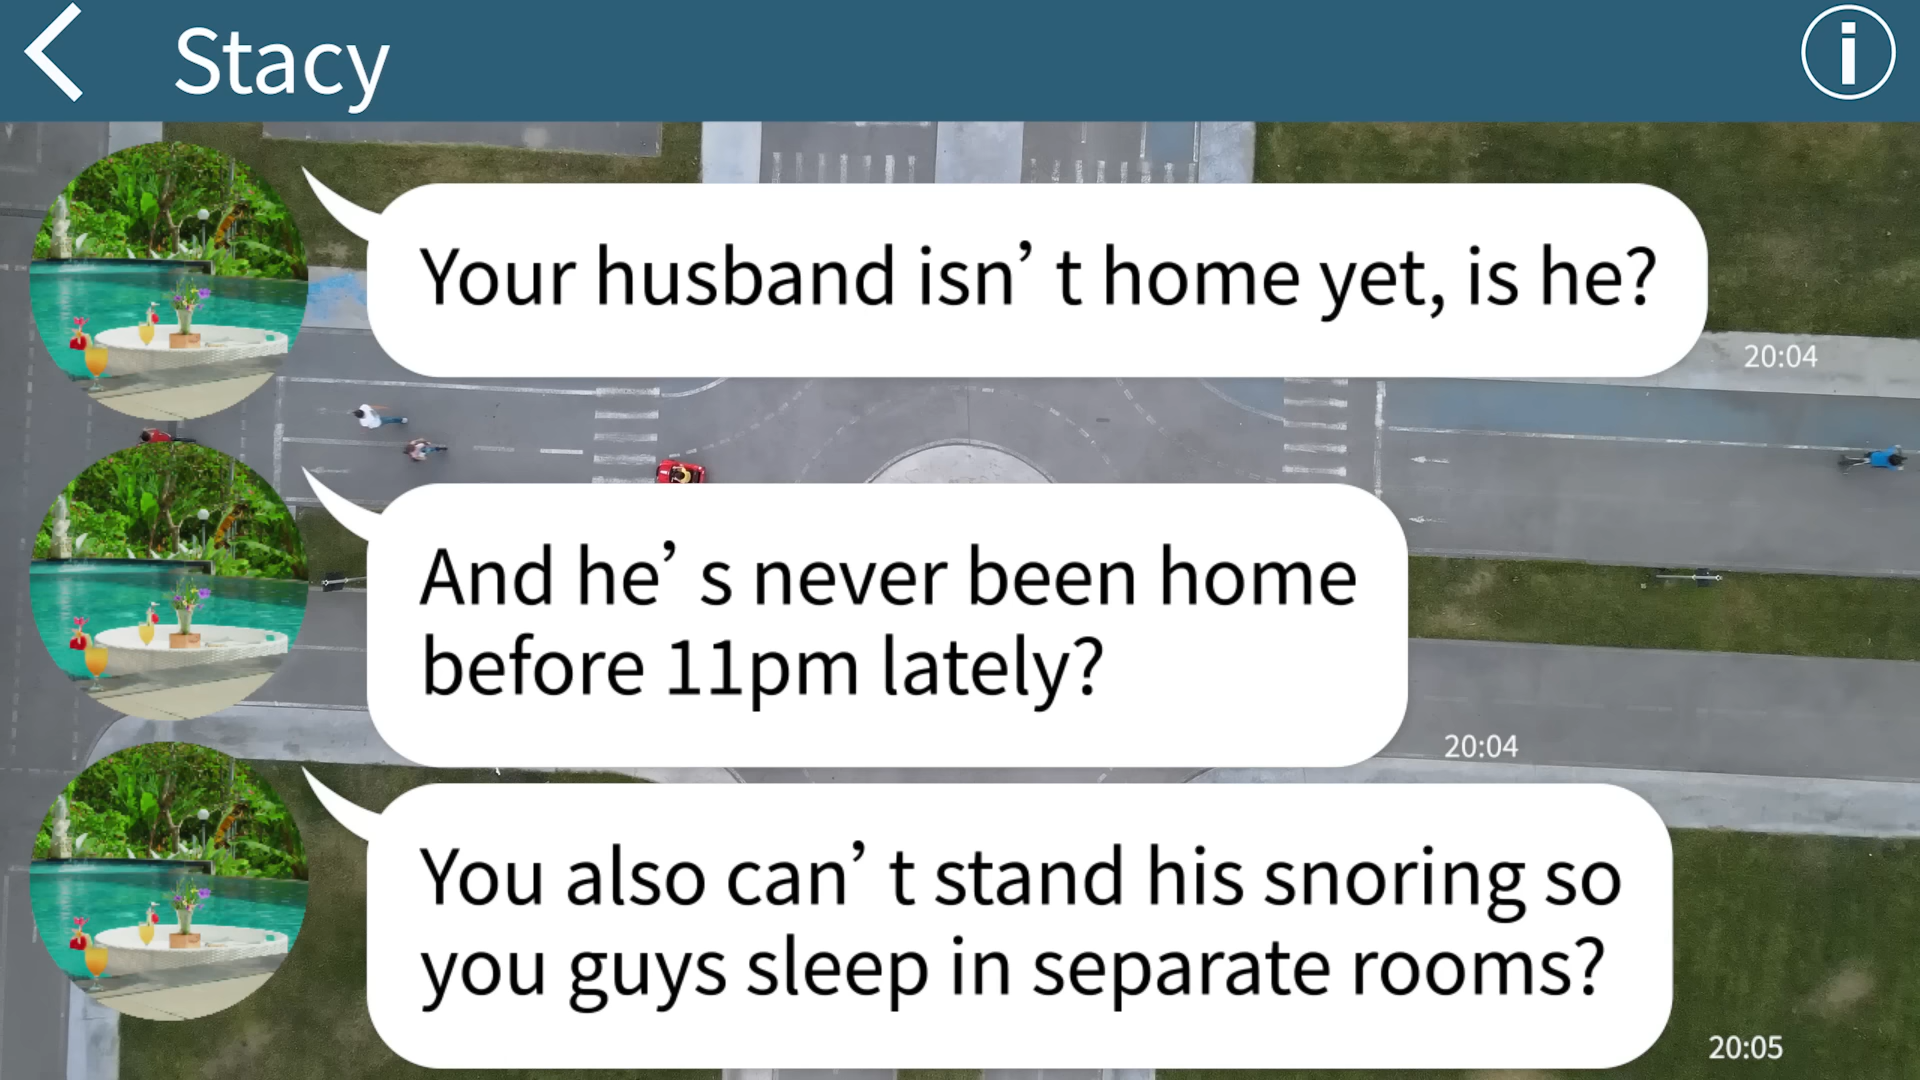 Stacy
Your husband isn’ t home yet, is he?
20:04
And he’ s never been home
before 11pm lately?
20:04
You also can’ t stand his snoring so
you guys sleep in separate rooms?
20:05